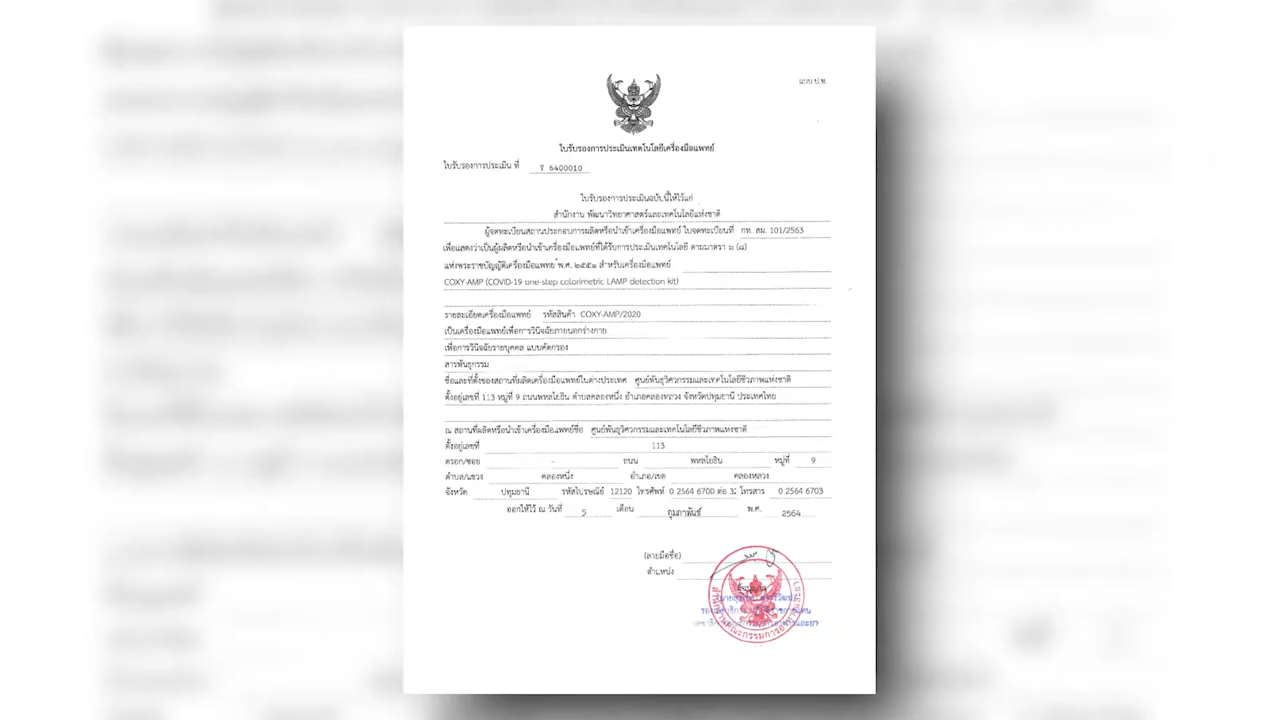 แบบ ป.ท.
ใบรับรองการประเมินเทคโนโลยีเครื่องมือแพทย์
ใบรับรองการประเมิน ที่ T 6400010
ใบรับรองการประเมินฉบับนี้ให้ไว้แก่
สำนักงาน พัฒนาวิทยาศาสตร์และเทคโนโลยีแห่งชาติ
ผู้จดทะเบียนสถานประกอบการผลิตหรือนำเข้าเครื่องมือแพทย์ ใบจดทะเบียนที่ กท. สผ. 101/2563
เพื่อแสดงว่าเป็นผู้ผลิตหรือนำเข้าเครื่องมือแพทย์ที่ได้รับการประเมินเทคโนโลยี ตามมาตรา ๖ (๘)
แห่งพระราชบัญญัติเครื่องมือแพทย์ พ.ศ. ๒๕๕๑ สำหรับเครื่องมือแพทย์
COXY-AMP (COVID-19 one-step colorimetric LAMP detection kit)
รายละเอียดเครื่องมือแพทย์ รหัสสินค้า COXY-AMP/2020
เป็นเครื่องมือแพทย์เพื่อการวินิจฉัยภายนอกร่างกาย
เพื่อการวินิจฉัยรายบุคคล แบบคัดกรอง
สารพันธุกรรม
ชื่อและที่ตั้งของสถานที่ผลิตเครื่องมือแพทย์ในต่างประเทศ ศูนย์พันธุวิศวกรรมและเทคโนโลยีชีวภาพแห่งชาติ
ตั้งอยู่เลขที่ 113 หมู่ที่ 9 ถนนพหลโยธิน ตำบลคลองหนึ่ง อำเภอคลองหลวง จังหวัดปทุมธานี ประเทศไทย
ณ สถานที่ผลิตหรือนำเข้าเครื่องมือแพทย์ชื่อ ศูนย์พันธุวิศวกรรมและเทคโนโลยีชีวภาพแห่งชาติ
ตั้งอยู่เลขที่ 113
ตรอก/ซอย - ถนน พหลโยธิน หมู่ที่ 9
ตำบล/แขวง คลองหนึ่ง อำเภอ/เขต คลองหลวง
จังหวัด ปทุมธานี รหัสไปรษณีย์ 12120 โทรศัพท์ 0 2564 6700 ต่อ 3 โทรสาร 0 2564 6703
ออกให้ไว้ ณ วันที่ 5 เดือน กุมภาพันธ์ พ.ศ. 2564
(ลายมือชื่อ)
ตำแหน่ง